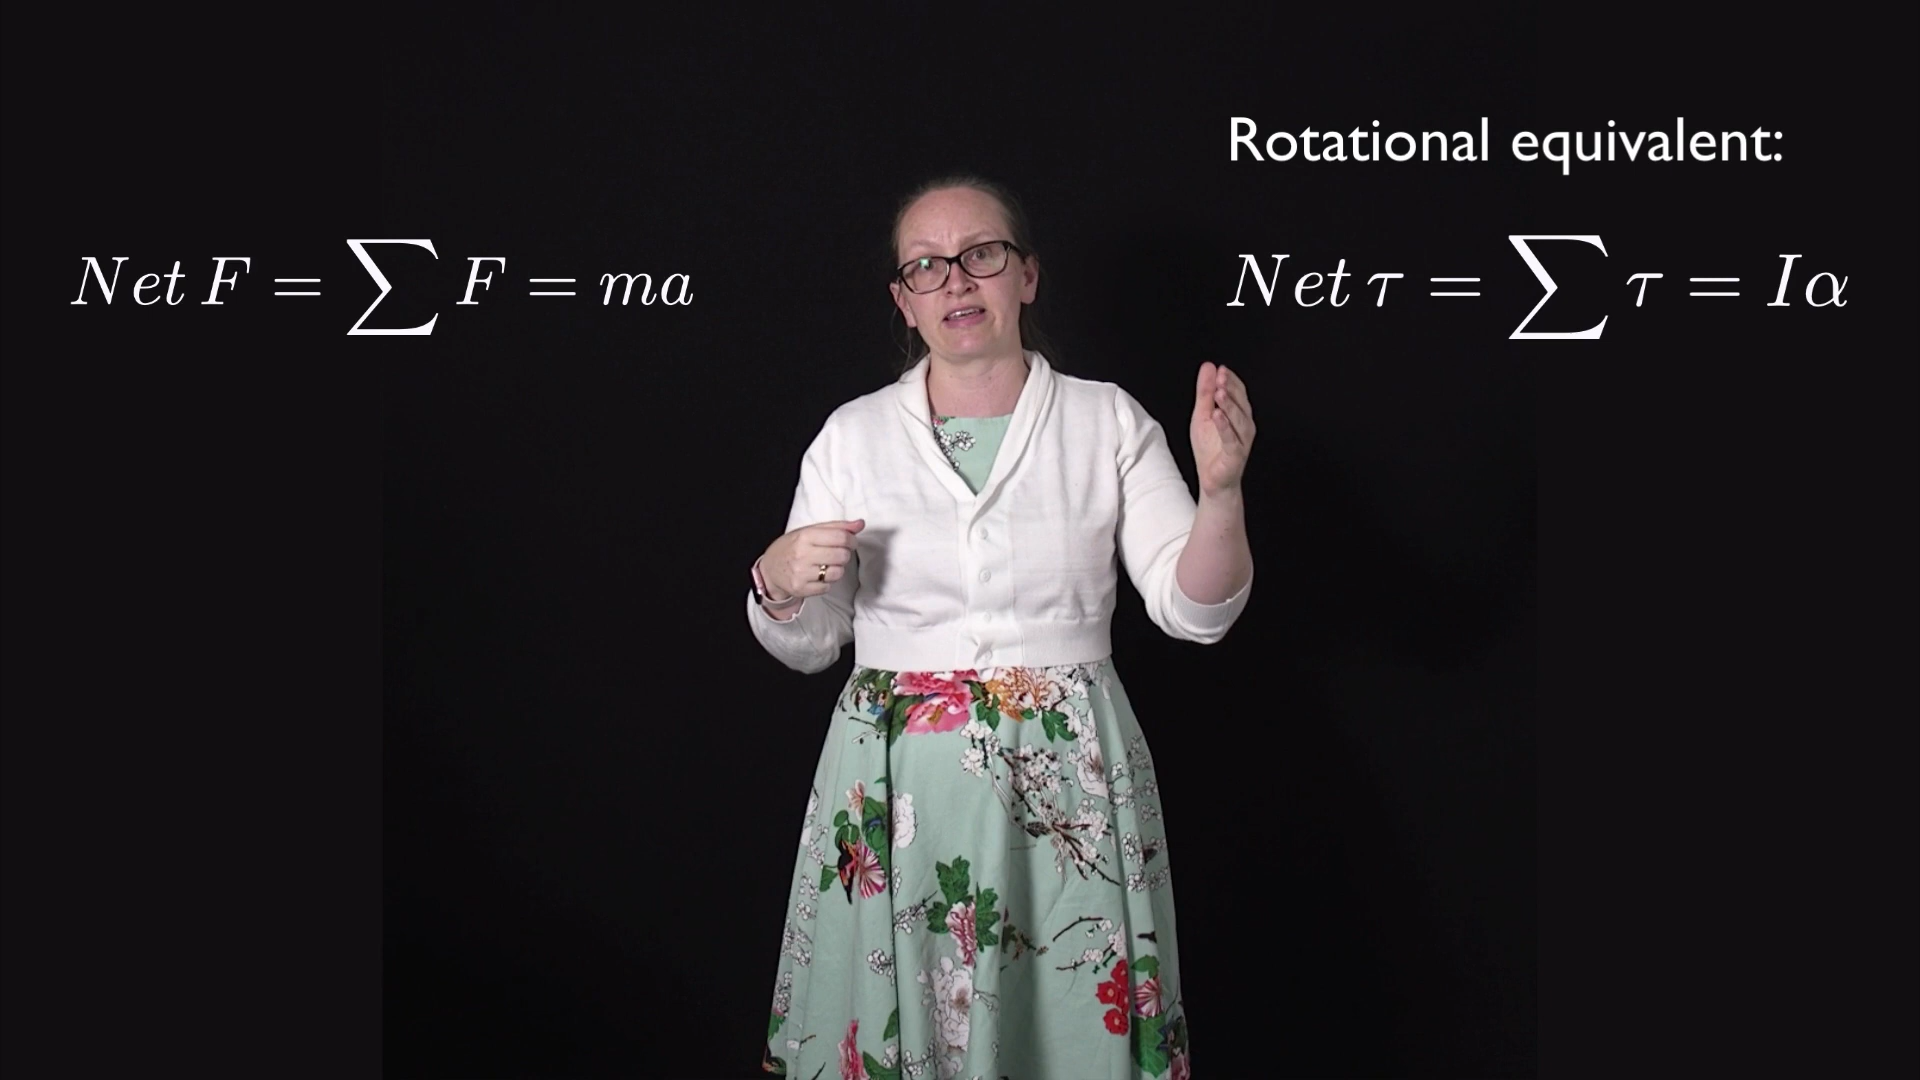 Net F = ∑ F = ma
Rotational equivalent:
Net τ = ∑ τ = Iα